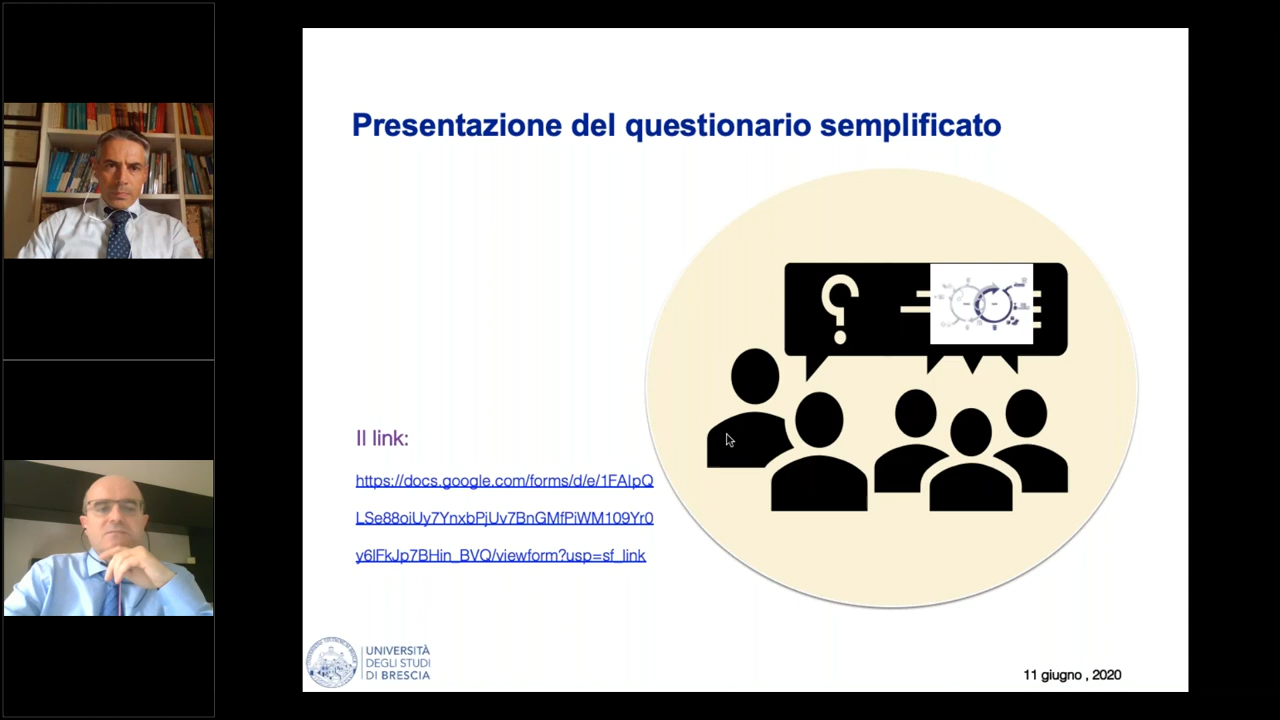 Presentazione del questionario semplificato
?
Il link:
https://docs.google.com/forms/d/e/1FAIpQ
LSe88oiUy7YnxbPjUv7BnGMfPiWM109Yr0
y6lFkJp7BHin_BVQ/viewform?usp=sf_link
UNIVERSITÀ
DEGLI STUDI
DI BRESCIA
11 giugno , 2020